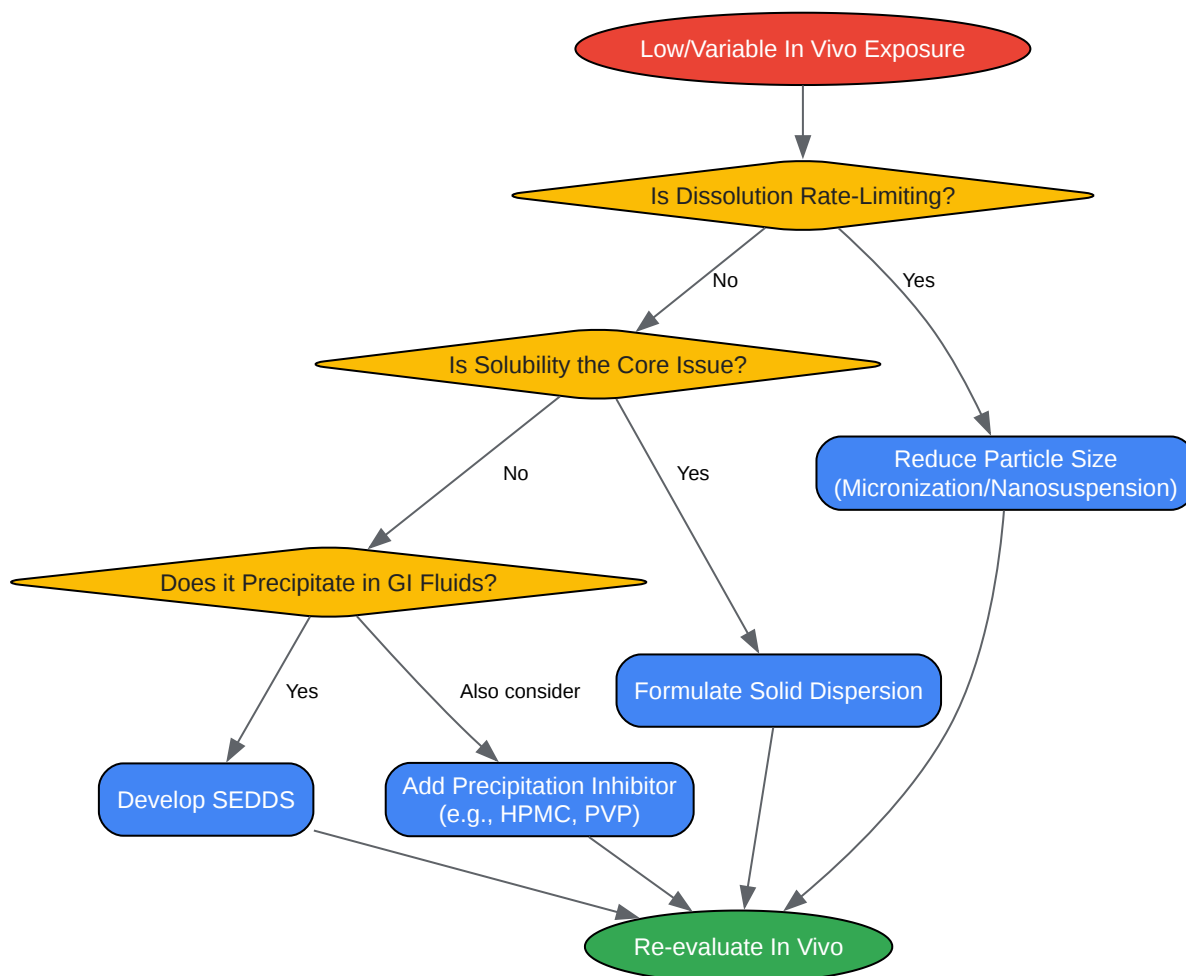 Low/Variable In Vivo Exposure
Is Dissolution Rate-Limiting?
No
Yes
Is Solubility the Core Issue?
Reduce Particle Size
(Micronization/Nanosuspension)
No
Yes
Does it Precipitate in GI Fluids?
Yes
Also consider
Formulate Solid Dispersion
Develop SEDDS
Add Precipitation Inhibitor
(e.g., HPMC, PVP)
Re-evaluate In Vivo